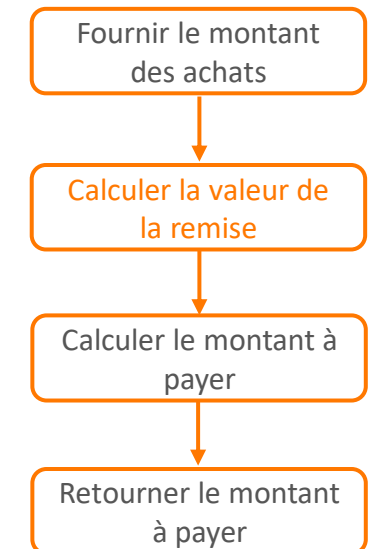 Fournir le montant
des achats
Calculer la valeur de
la remise
Calculer le montant à
payer
Retourner le montant
à payer